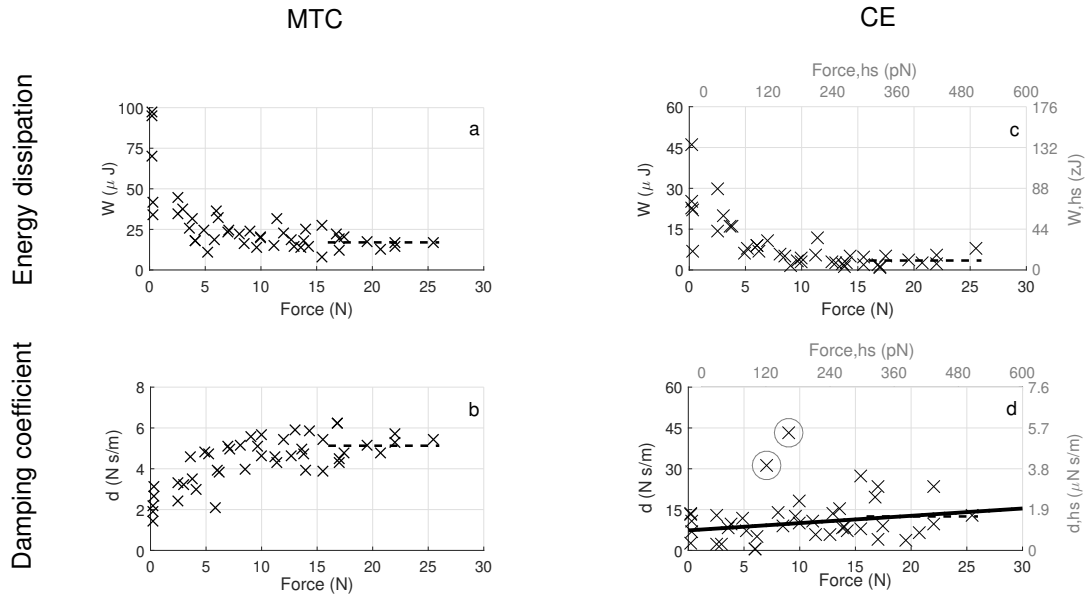 MTC
CE
Energy dissipation
Damping coefficient
100
75
50
25
0
W (μ J)
a
0 5 10 15 20 25 30
Force (N)
Force,hs (pN)
0 120 240 360 480 600
60
45
30
15
0
W (μ J)
c
176
132
88
44
0
W,hs (zJ)
0 5 10 15 20 25 30
Force (N)
8
6
4
2
0
d (N s/m)
b
0 5 10 15 20 25 30
Force (N)
Force,hs (pN)
0 120 240 360 480 600
60
45
30
15
0
d (N s/m)
d
7.6
5.7
3.8
1.9
0
d,hs (μN s/m)
0 5 10 15 20 25 30
Force (N)